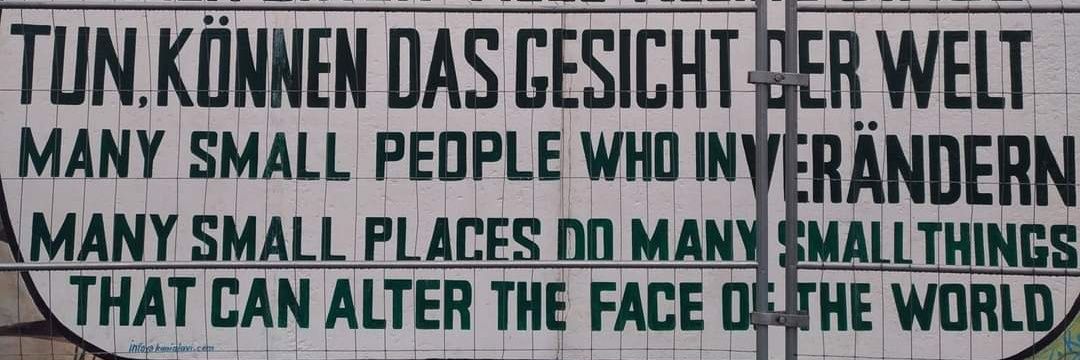 TUN, KÖNNEN DAS GESICHT DER WELT
VERÄNDERN
MANY SMALL PEOPLE WHO IN
MANY SMALL PLACES DO MANY SMALL THINGS
THAT CAN ALTER THE FACE OF THE WORLD